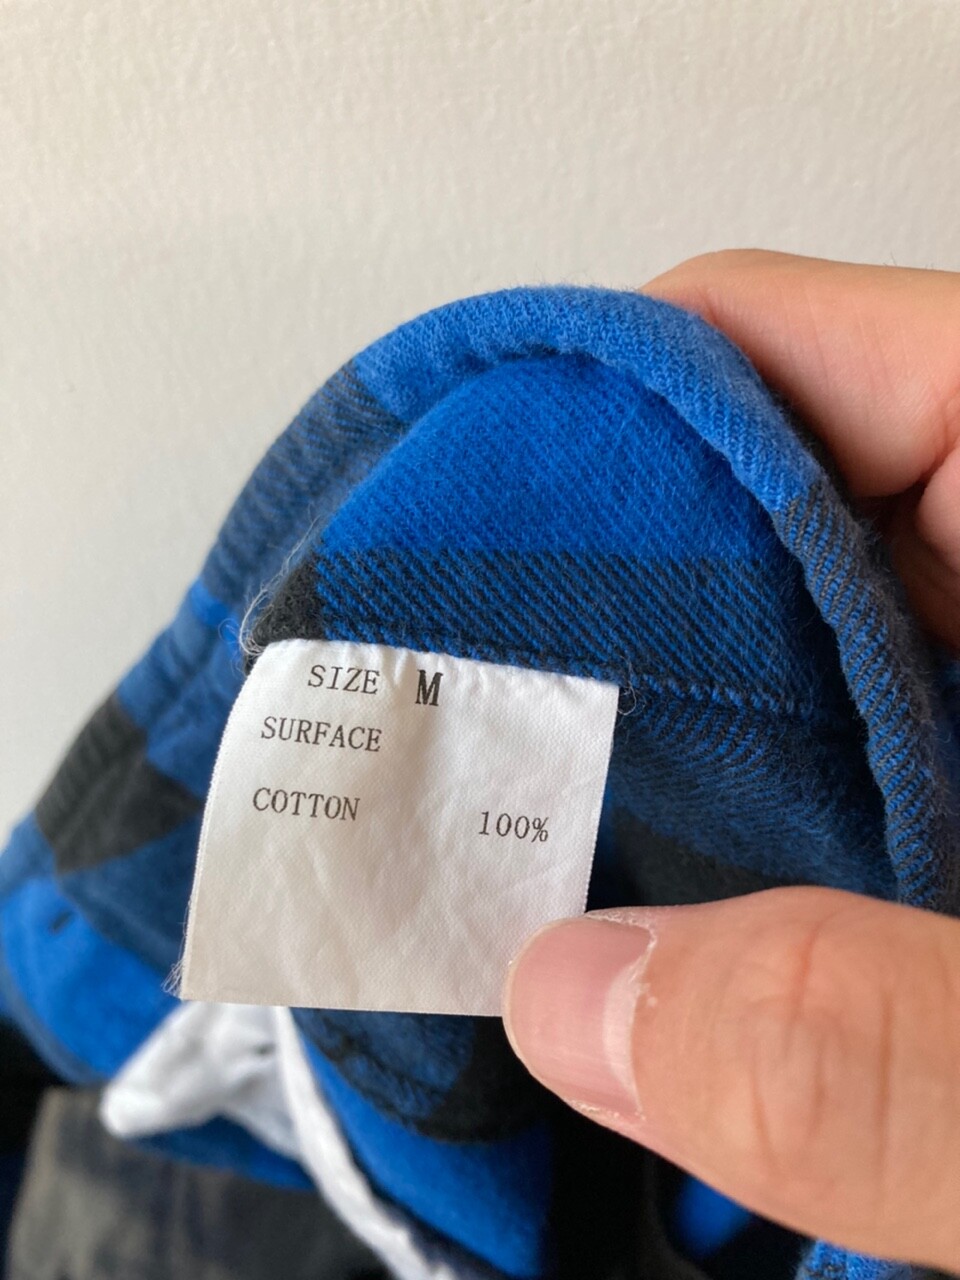 SIZE M
SURFACE
COTTON 100%